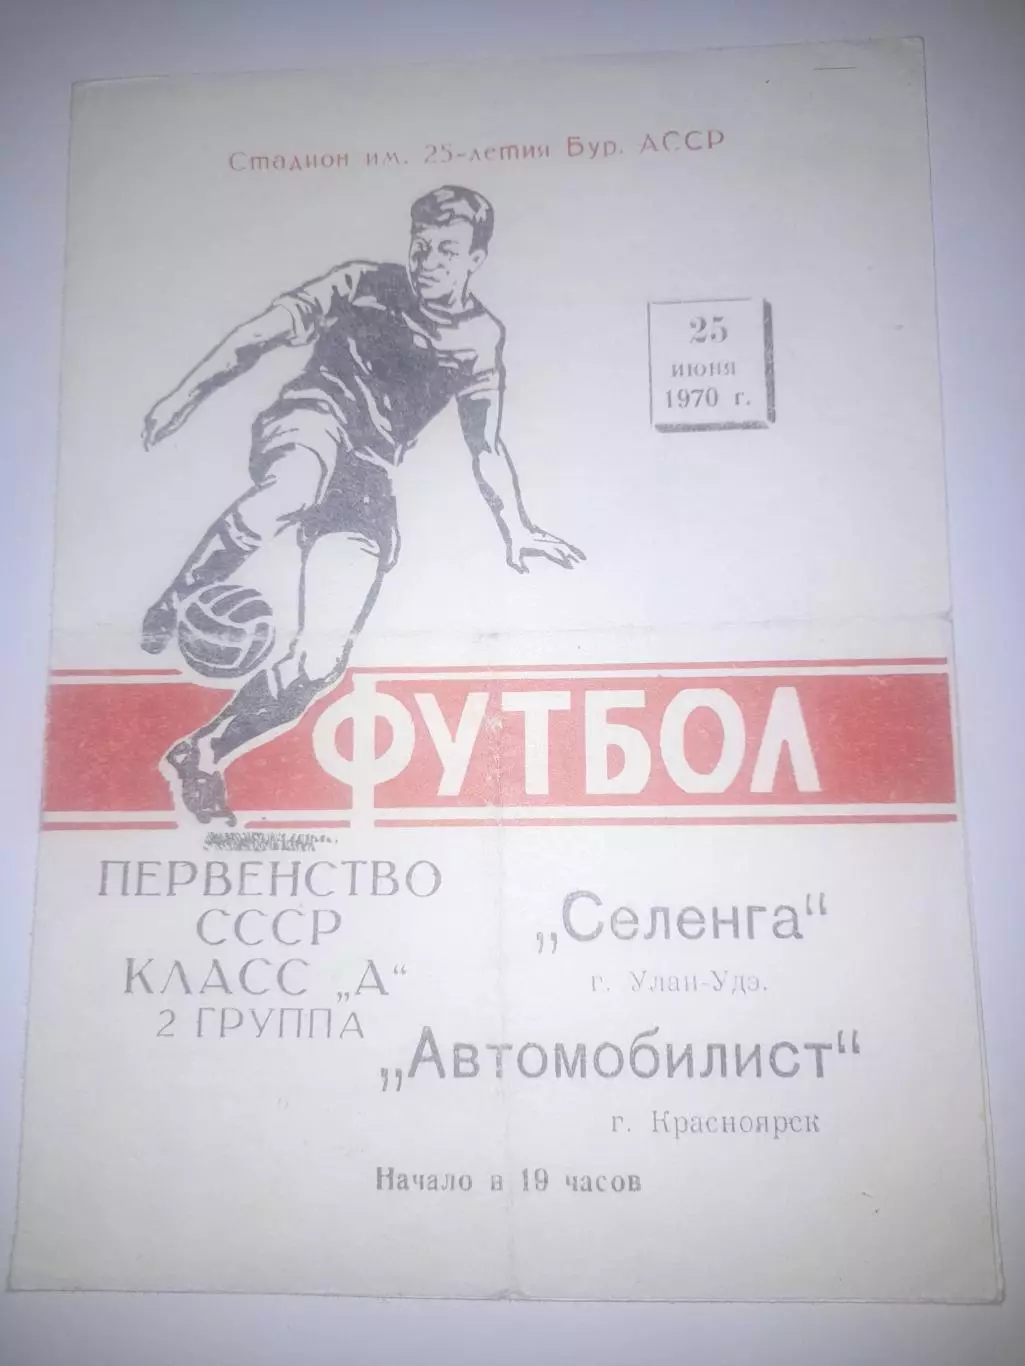 Стадион им. 25-летия Бур. АССР
25
июня
1970 г.
ФУТБОЛ
ПЕРВЕНСТВО
СССР
КЛАСС „А“
2 ГРУППА
„Селенга“
г. Улан-Удэ.
„Автомобилист“
г. Красноярск
Начало в 19 часов